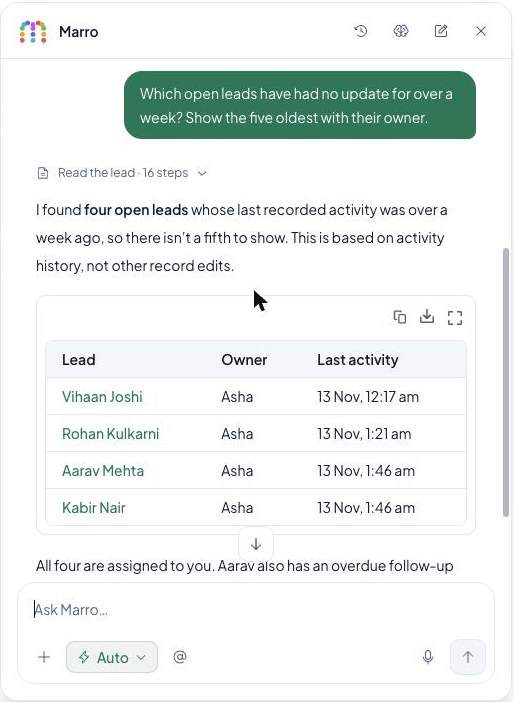 Marro
Which open leads have had no update for over a
week? Show the five oldest with their owner.
Read the lead · 16 steps
I found four open leads whose last recorded activity was over a
week ago, so there isn't a fifth to show. This is based on activity
history, not other record edits.
Lead Owner Last activity
Vihaan Joshi Asha 13 Nov, 12:17 am
Rohan Kulkarni Asha 13 Nov, 1:21 am
Aarav Mehta Asha 13 Nov, 1:46 am
Kabir Nair Asha 13 Nov, 1:46 am
All four are assigned to you. Aarav also has an overdue follow-up
Ask Marro...
Auto